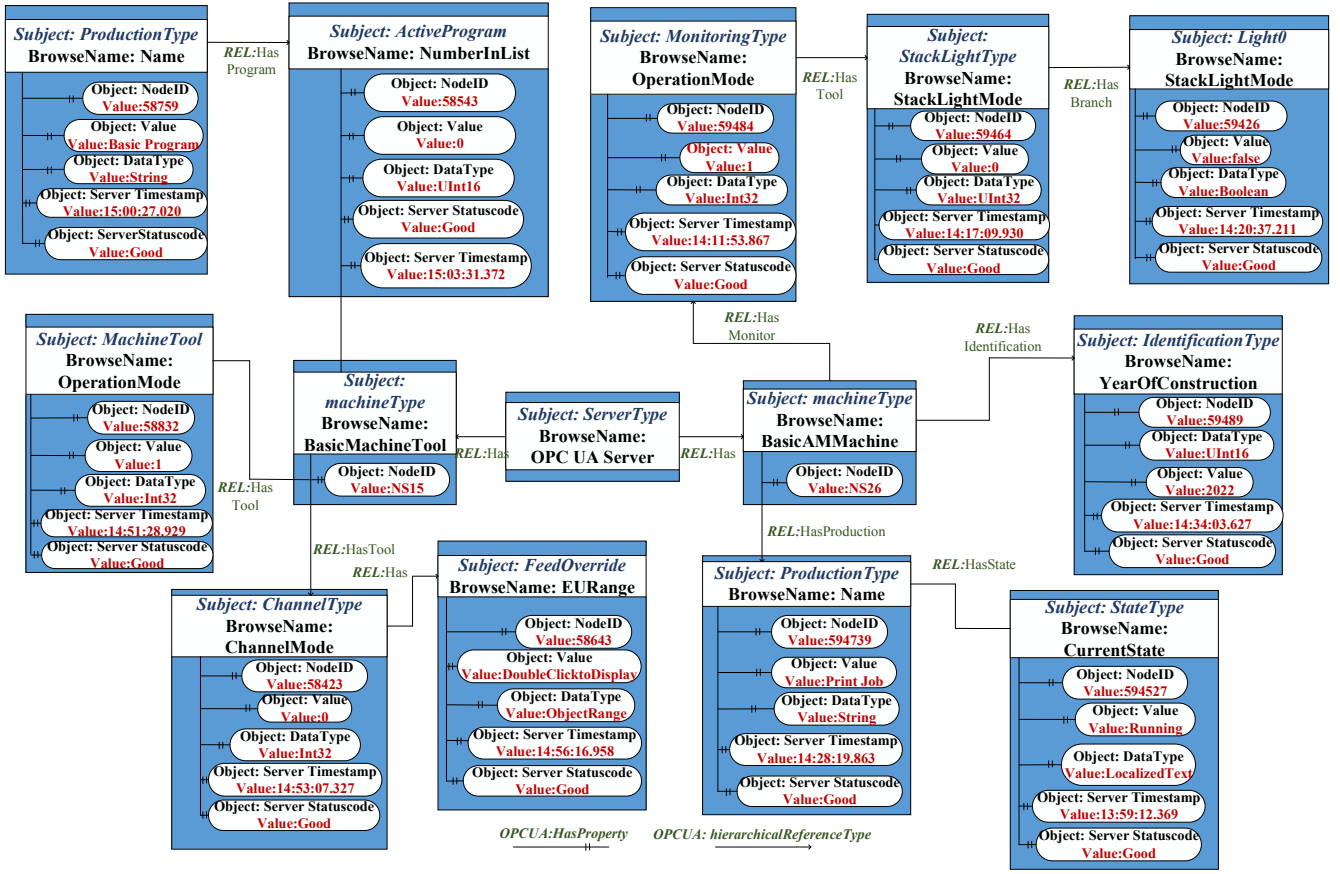 Subject: ProductionType
BrowseName: Name
Object: NodeID
Value:58759
Object: Value
Value:Basic Program
Object: DataType
Value:String
Object: Server Timestamp
Value:15:00:27.020
Object: ServerStatuscode
Value:Good
REL:Has
Program
Subject: ActiveProgram
BrowseName: NumberInList
Object: NodeID
Value:58543
Object: Value
Value:0
Object: DataType
Value:UInt16
Object: Server Statuscode
Value:Good
Object: Server Timestamp
Value:15:03:31.372
Subject: MonitoringType
BrowseName:
OperationMode
Object: NodeID
Value:59484
Object: Value
Value:1
Object: DataType
Value:Int32
Object: Server Timestamp
Value:14:11:53.867
Object: Server Statuscode
Value:Good
REL:Has
Tool
Subject:
StackLightType
BrowseName:
StackLightMode
Object: NodeID
Value:59464
Object: Value
Value:0
Object: DataType
Value:UInt32
Object: Server Timestamp
Value:14:17:09.930
Object: Server Statuscode
Value:Good
REL:Has
Branch
Subject: Light0
BrowseName:
StackLightMode
Object: NodeID
Value:59426
Object: Value
Value:false
Object: DataType
Value:Boolean
Object: Server Timestamp
Value:14:20:37.211
Object: Server Statuscode
Value:Good
Subject: MachineTool
BrowseName:
OperationMode
Object: NodeID
Value:58832
Object: Value
Value:1
Object: DataType
Value:Int32
Object: Server Timestamp
Value:14:51:28.929
Object: Server Statuscode
Value:Good
REL:Has
Tool
Subject:
machineType
BrowseName:
BasicMachineTool
Object: NodeID
Value:NS15
REL:Has
Subject: ServerType
BrowseName:
OPC UA Server
REL:Has
Subject: machineType
BrowseName:
BasicAMMachine
Object: NodeID
Value:NS26
REL:Has
Monitor
REL:Has
Identification
Subject: IdentificationType
BrowseName:
YearOfConstruction
Object: NodeID
Value:59489
Object: DataType
Value:UInt16
Object: Value
Value:2022
Object: Server Timestamp
Value:14:34:03.627
Object: Server Statuscode
Value:Good
REL:HasTool
REL:Has
Subject: ChannelType
BrowseName:
ChannelMode
Object: NodeID
Value:58423
Object: Value
Value:0
Object: DataType
Value:Int32
Object: Server Timestamp
Value:14:53:07.327
Object: Server Statuscode
Value:Good
Subject: FeedOverride
BrowseName: EURange
Object: NodeID
Value:58643
Object: Value
Value:DoubleClicktoDisplay
Object: DataType
Value:ObjectRange
Object: Server Timestamp
Value:14:56:16.958
Object: Server Statuscode
Value:Good
REL:HasProduction
Subject: ProductionType
BrowseName: Name
Object: NodeID
Value:594739
Object: Value
Value:Print Job
Object: DataType
Value:String
Object: Server Timestamp
Value:14:28:19.863
Object: Server Statuscode
Value:Good
REL:HasState
Subject: StateType
BrowseName:
CurrentState
Object: NodeID
Value:594527
Object: Value
Value:Running
Object: DataType
Value:LocalizedText
Object: Server Timestamp
Value:13:59:12.369
Object: Server Statuscode
Value:Good
OPCUA:HasProperty
OPCUA: hierarchicalReferenceType